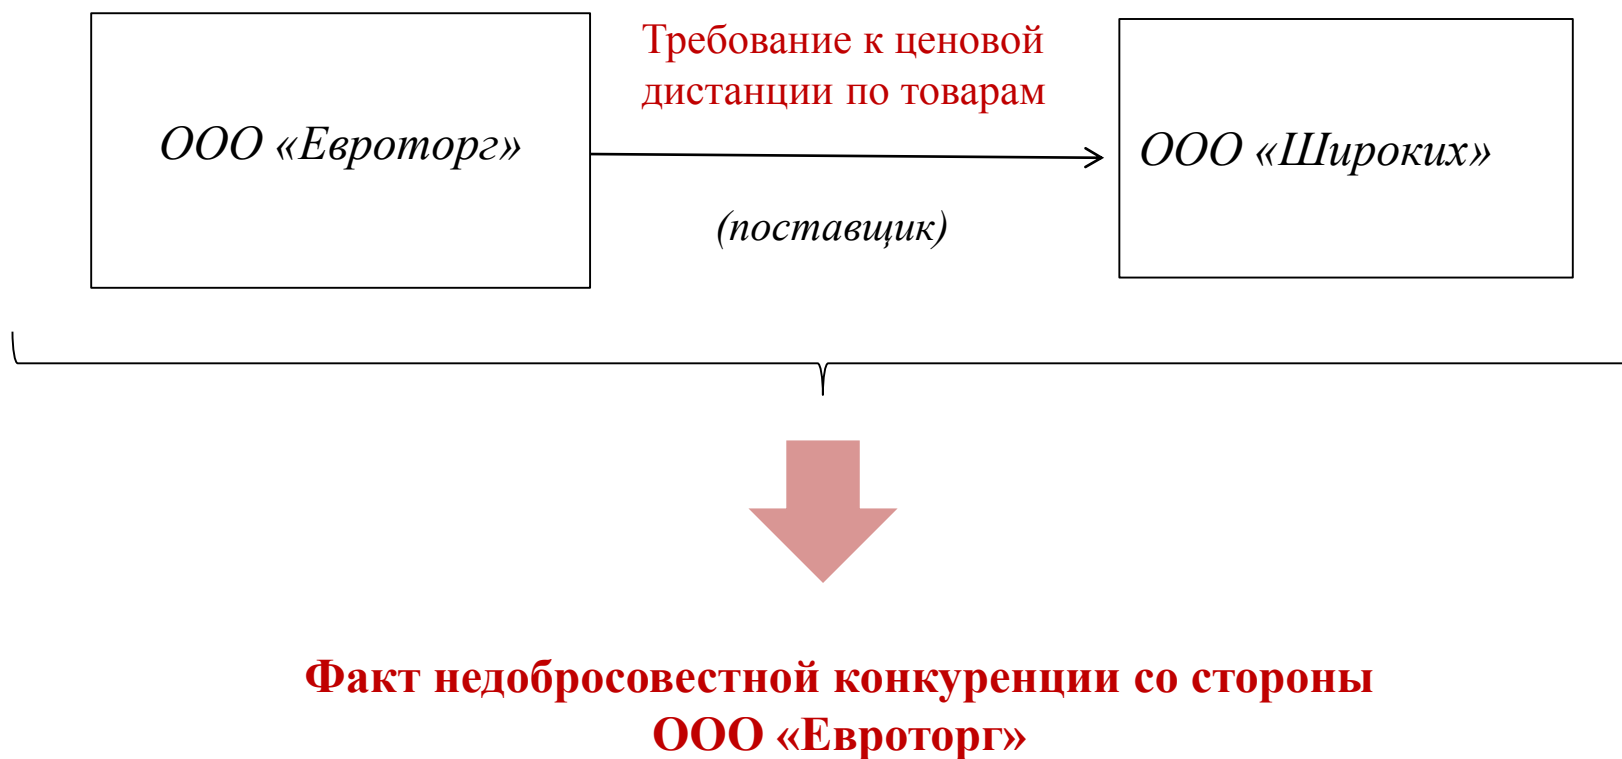 Требование к ценовой
дистанции по товарам
ООО «Евроторг»
ООО «Широких»
(поставщик)
Факт недобросовестной конкуренции со стороны
ООО «Евроторг»